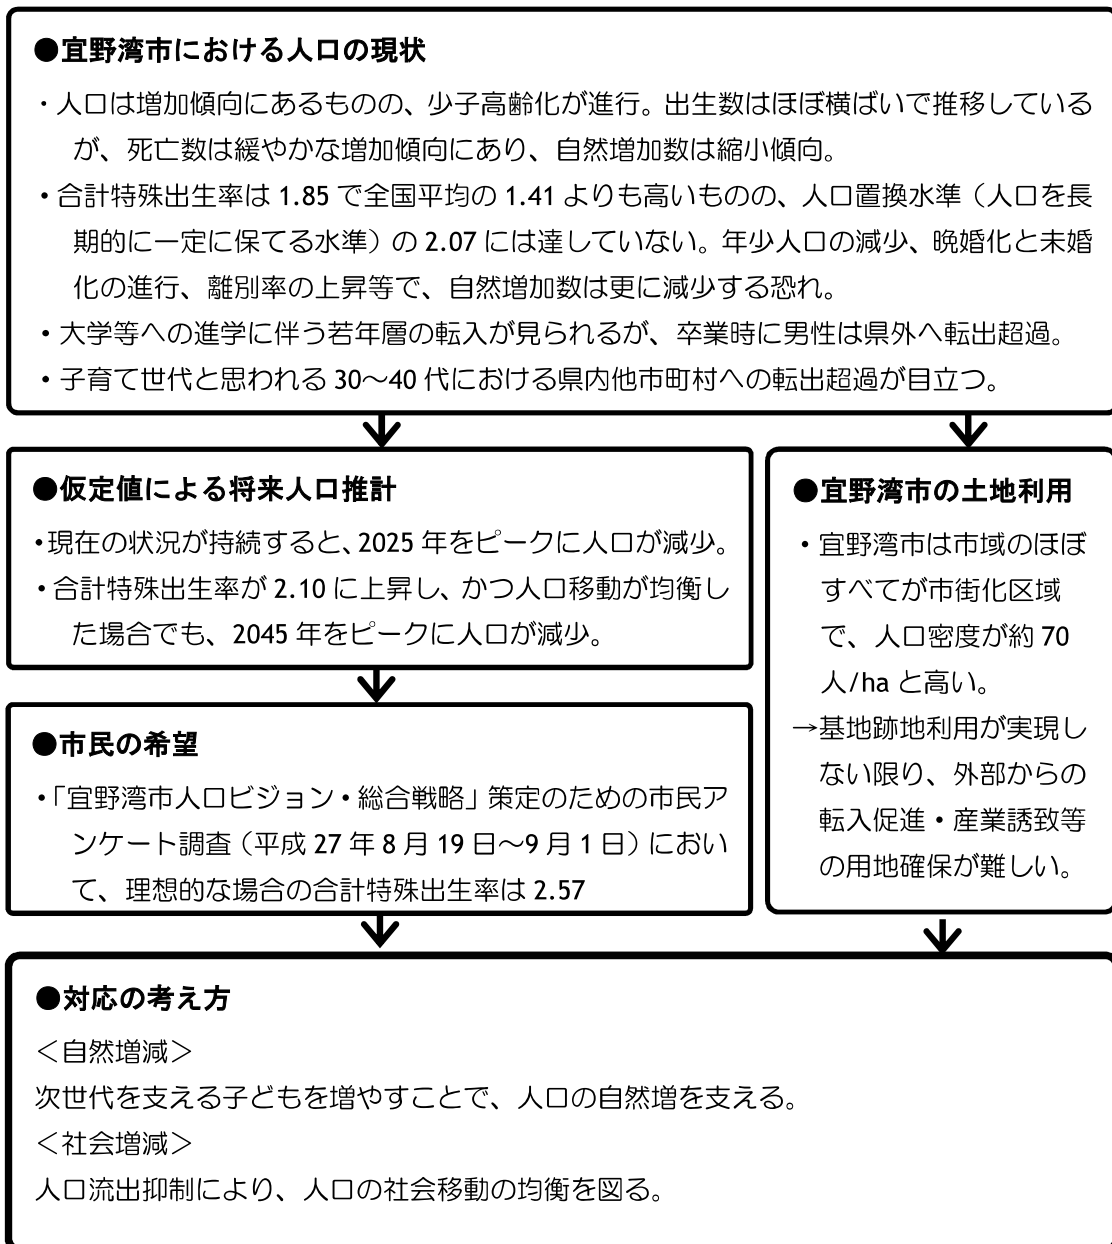 ●宜野湾市における人口の現状
・人口は増加傾向にあるものの、少子高齢化が進行。出生数はほぼ横ばいで推移している
が、死亡数は緩やかな増加傾向にあり、自然増加数は縮小傾向。
・合計特殊出生率は 1.85 で全国平均の 1.41 よりも高いものの、人口置換水準（人口を長
期的に一定に保てる水準）の 2.07 には達していない。年少人口の減少、晩婚化と未婚
化の進行、離別率の上昇等で、自然増加数は更に減少する恐れ。
・大学等への進学に伴う若年層の転入が見られるが、卒業時に男性は県外へ転出超過。
・子育て世代と思われる 30～40 代における県内他市町村への転出超過が目立つ。
●仮定値による将来人口推計
・現在の状況が持続すると、2025 年をピークに人口が減少。
・合計特殊出生率が 2.10 に上昇し、かつ人口移動が均衡し
た場合でも、2045 年をピークに人口が減少。
●市民の希望
・「宜野湾市人口ビジョン・総合戦略」策定のための市民ア
ンケート調査（平成 27 年 8 月 19 日～9 月 1 日）におい
て、理想的な場合の合計特殊出生率は 2.57
●宜野湾市の土地利用
・宜野湾市は市域のほぼ
すべてが市街化区域
で、人口密度が約 70
人/ha と高い。
→基地跡地利用が実現し
ない限り、外部からの
転入促進・産業誘致等
の用地確保が難しい。
●対応の考え方
＜自然増減＞
次世代を支える子どもを増やすことで、人口の自然増を支える。
＜社会増減＞
人口流出抑制により、人口の社会移動の均衡を図る。